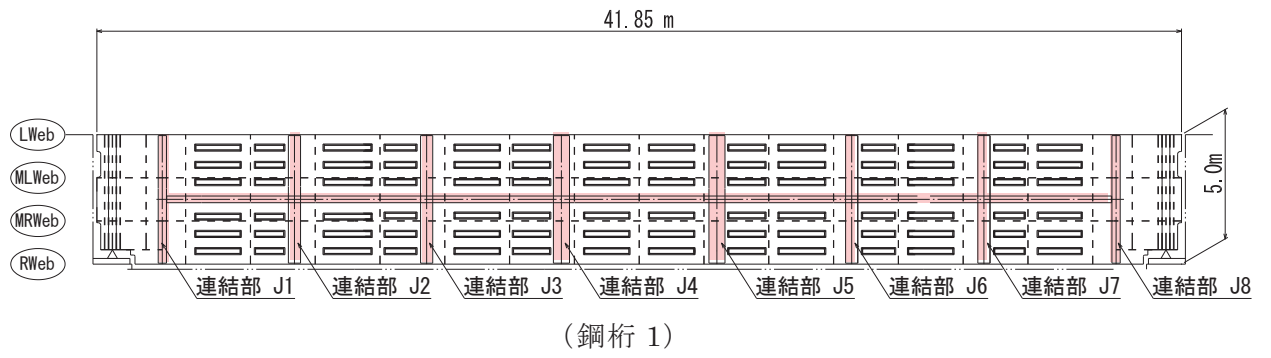 41.85 m
LWeb
MLWeb
MRWeb
RWeb
5.0m
連結部 J1
連結部 J2
連結部 J3
連結部 J4
連結部 J5
連結部 J6
連結部 J7
連結部 J8
(鋼桁 1)